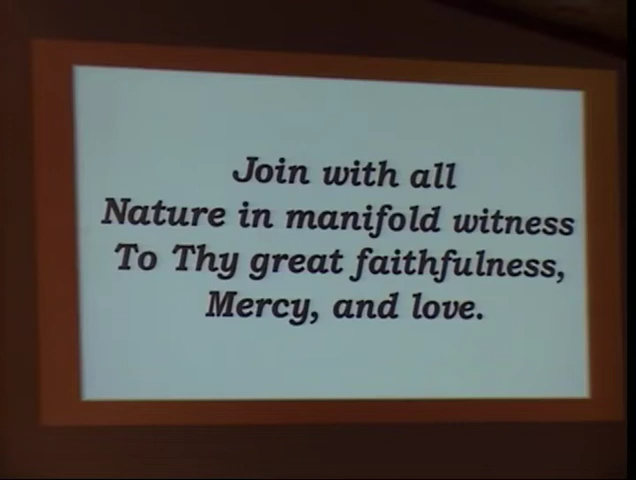 Join with all
Nature in manifold witness
To Thy great faithfulness,
Mercy, and love.